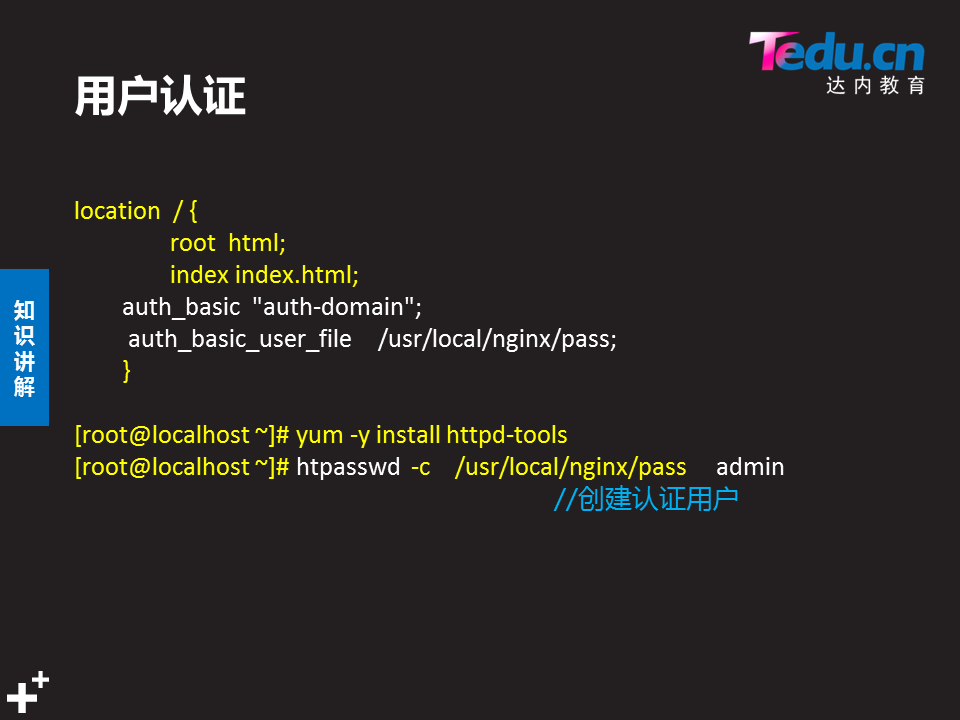 Tedu.cn
达内教育
用户认证
location / {
root html;
index index.html;
auth_basic "auth-domain";
auth_basic_user_file /usr/local/nginx/pass;
}
知识讲解
[root@localhost ~]# yum -y install httpd-tools
[root@localhost ~]# htpasswd -c /usr/local/nginx/pass admin
//创建认证用户